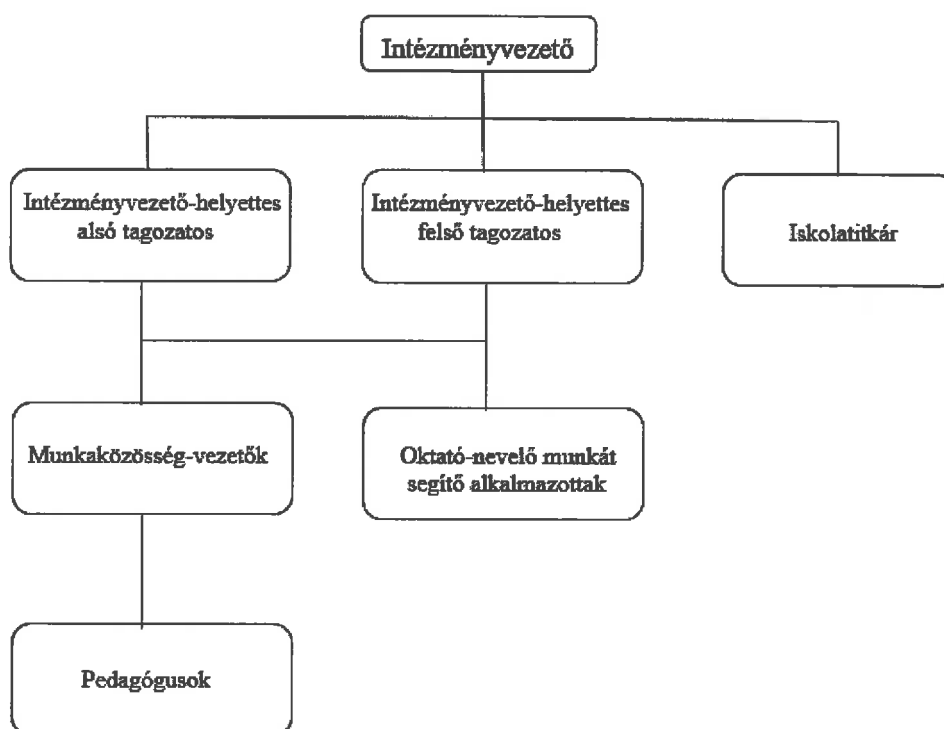 Intézményvezető
Intézményvezető-helyettes
alsó tagozatos
Intézményvezető-helyettes
felső tagozatos
Iskolatitkár
Munkaközösség-vezetők
Oktató-nevelő munkát
segítő alkalmazottak
Pedagógusok